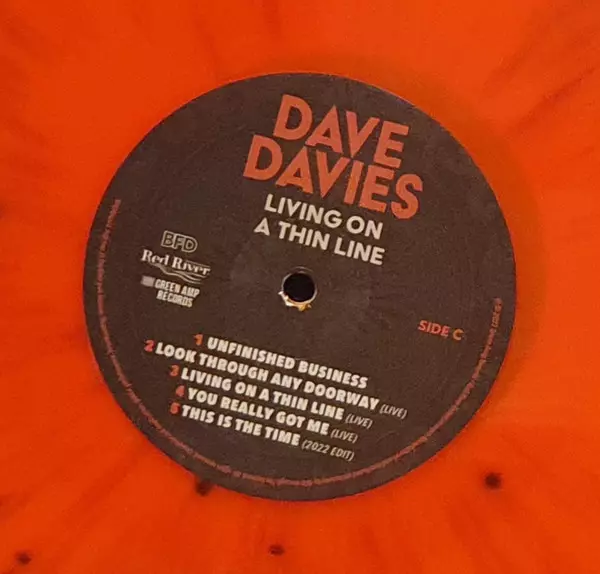 DAVE
DAVIES
LIVING ON
A THIN LINE
BFD
Red River
GREEN AMP
RECORDS
SIDE C
1 UNFINISHED BUSINESS
2 LOOK THROUGH ANY DOORWAY (LIVE)
3 LIVING ON A THIN LINE (LIVE)
4 YOU REALLY GOT ME (LIVE)
5 THIS IS THE TIME (2022 EDIT)